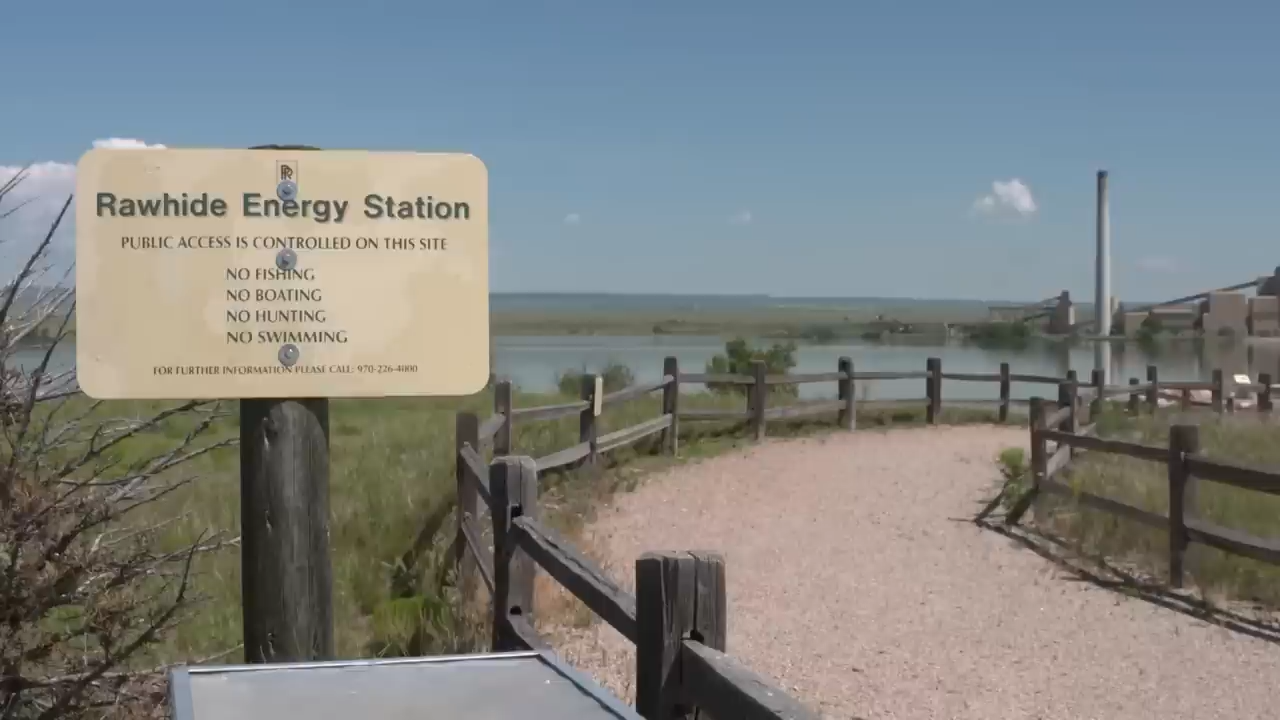 Rawhide Energy Station
PUBLIC ACCESS IS CONTROLLED ON THIS SITE
NO FISHING
NO BOATING
NO HUNTING
NO SWIMMING
FOR FURTHER INFORMATION PLEASE CALL: 970-226-4000